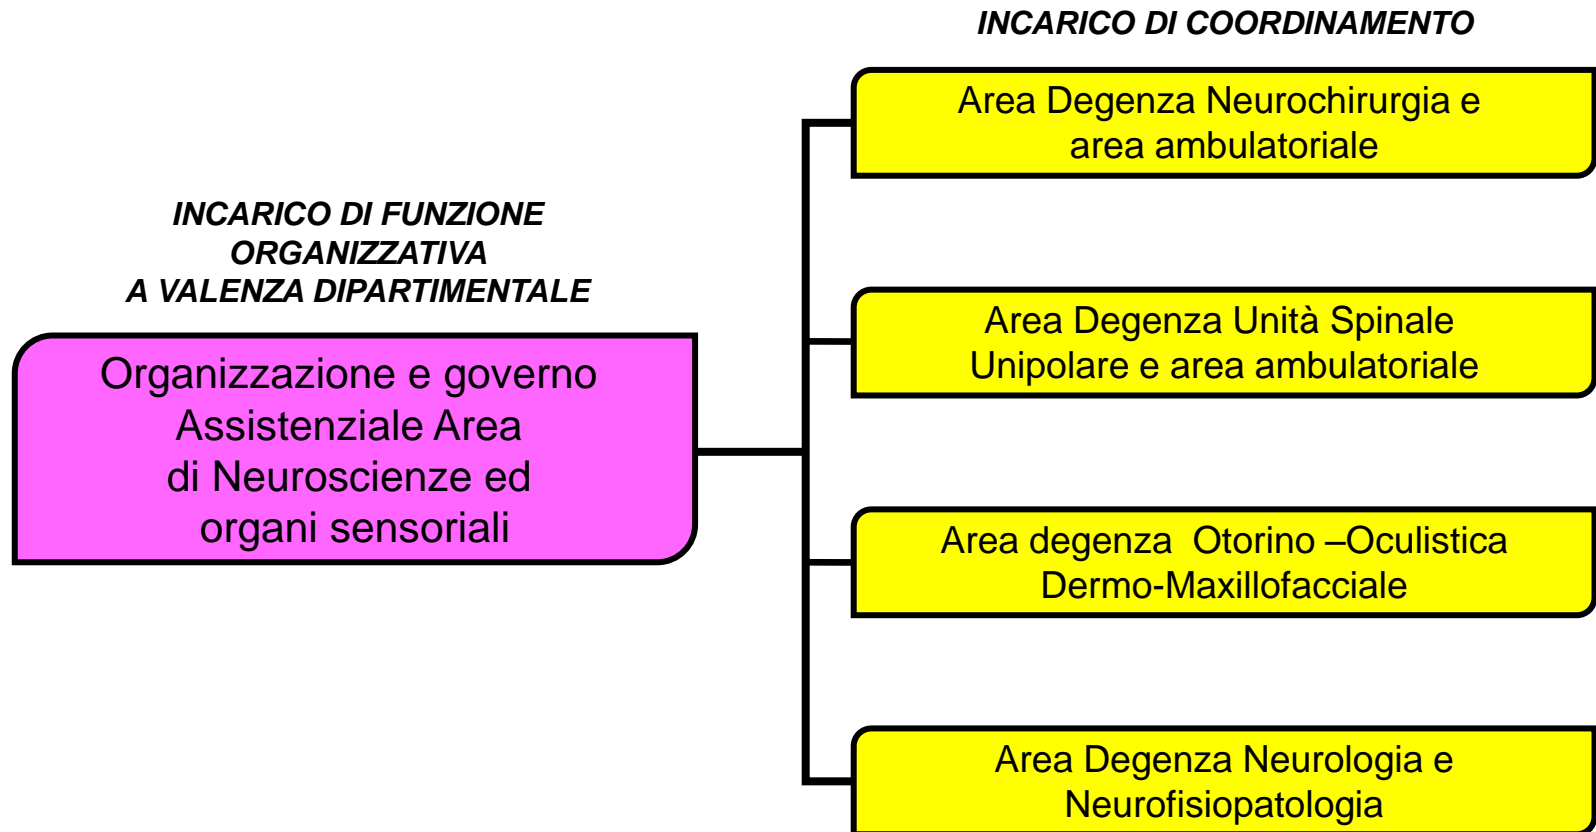 INCARICO DI COORDINAMENTO
Area Degenza Neurochirurgia e
area ambulatoriale
INCARICO DI FUNZIONE
ORGANIZZATIVA
A VALENZA DIPARTIMENTALE
Organizzazione e governo
Assistenziale Area
di Neuroscienze ed
organi sensoriali
Area Degenza Unità Spinale
Unipolare e area ambulatoriale
Area degenza Otorino –Oculistica
Dermo-Maxillofacciale
Area Degenza Neurologia e
Neurofisiopatologia